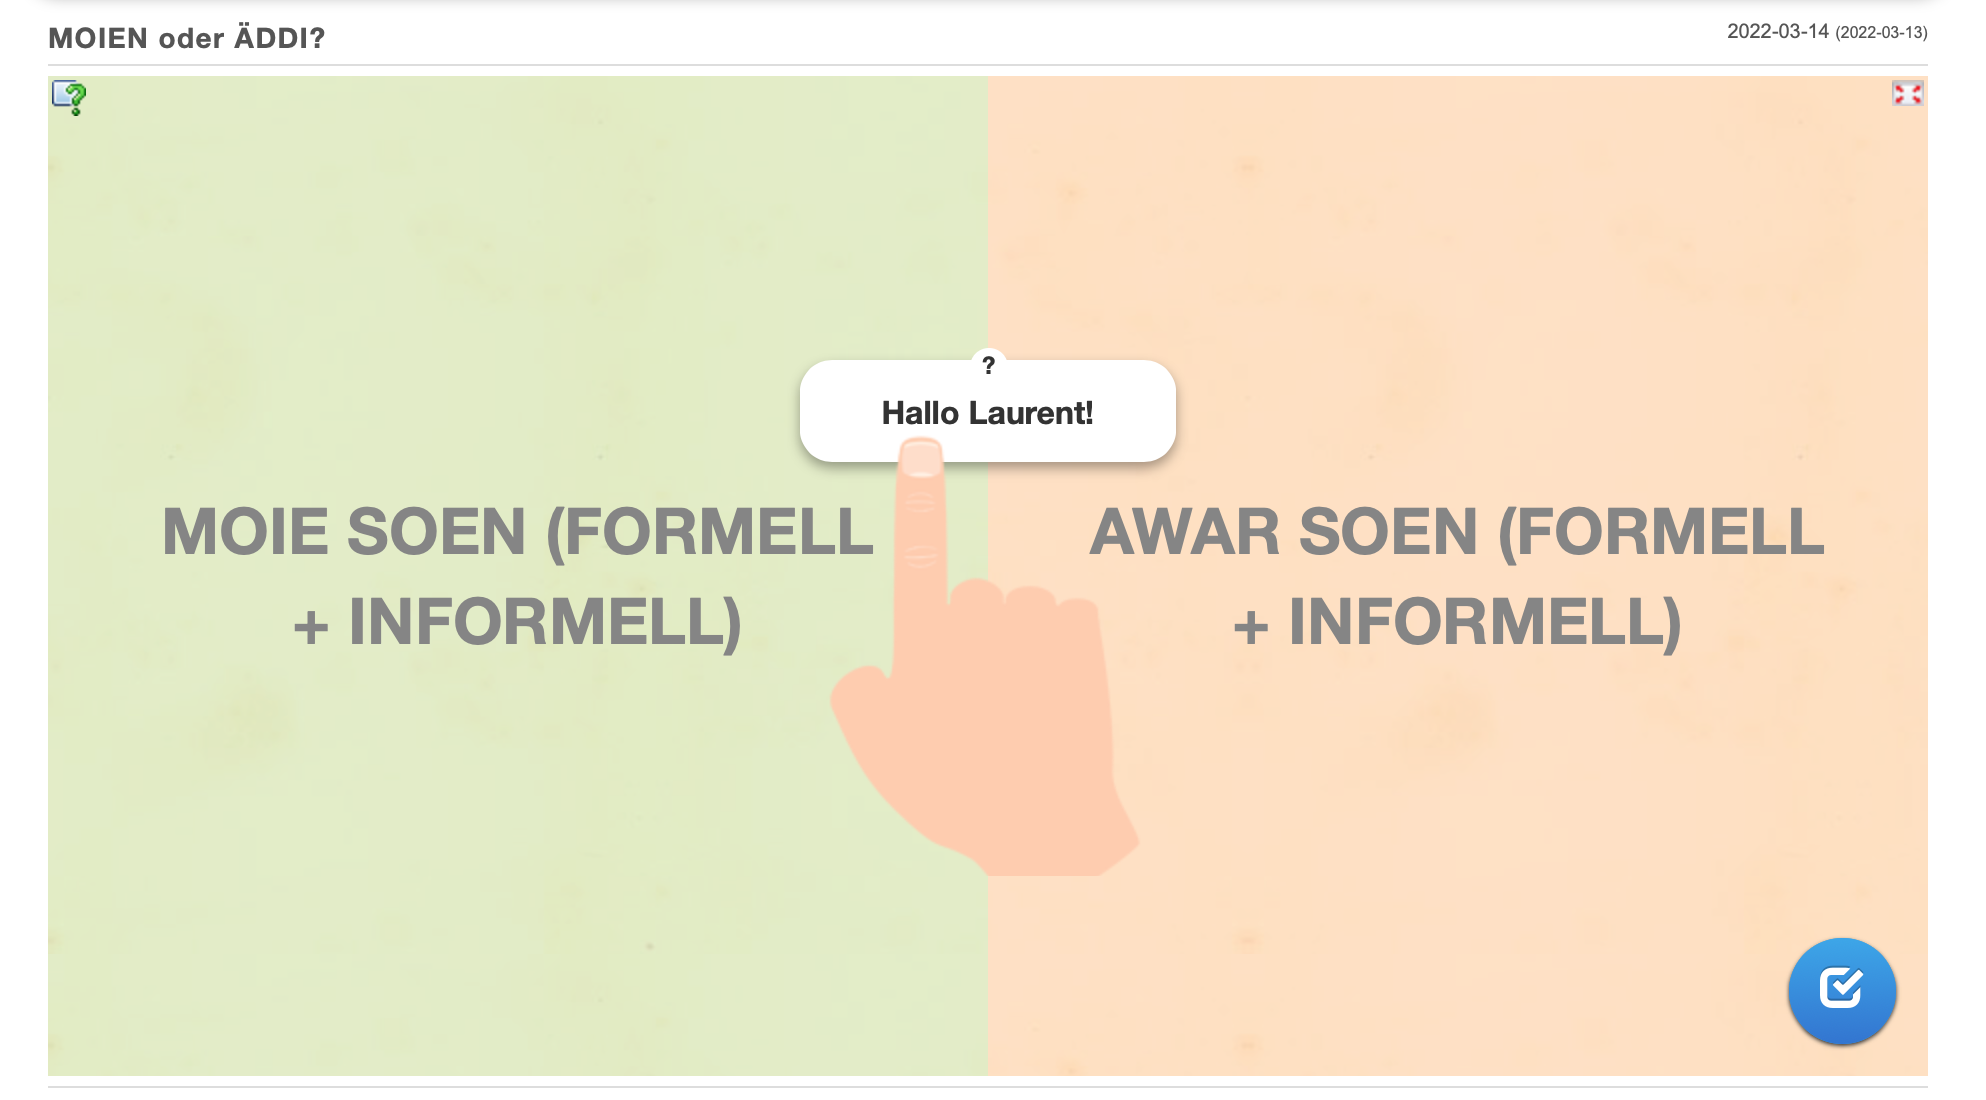 MOIEN oder ÄDDI?
2022-03-14 (2022-03-13)
?
Hallo Laurent!
MOIE SOEN (FORMELL
+ INFORMELL)
AWAR SOEN (FORMELL
+ INFORMELL)